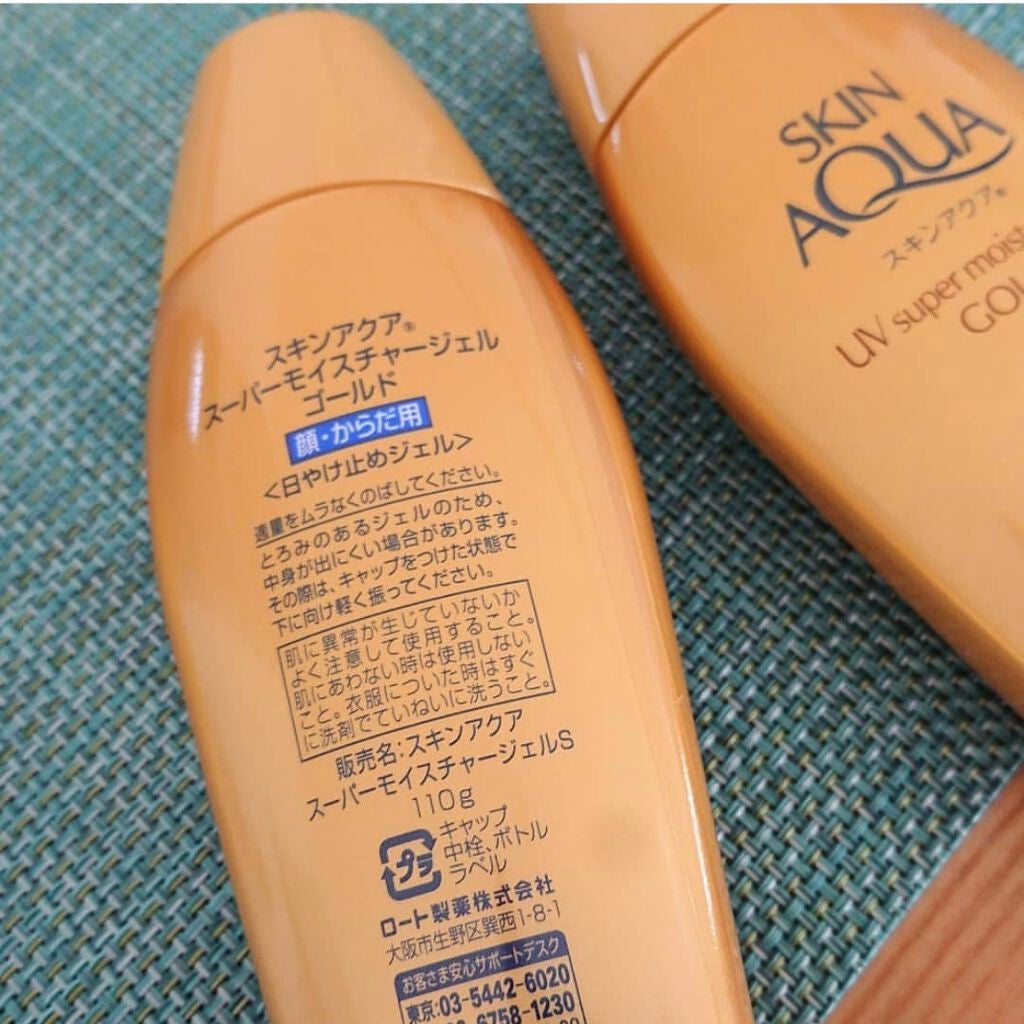 スキンアクア®
スーパーモイスチャージェル
ゴールド
顔・からだ用
<日やけ止めジェル>
適量をムラなくのばしてください。
とろみのあるジェルのため、
中身が出にくい場合があります。
その際は、キャップをつけた状態で
下に向け軽く振ってください。
肌に異常が生じていないか
よく注意して使用すること。
肌にあわない時は使用しない
こと。衣服についた時はすぐ
に洗剤でていねいに洗うこと。
販売名:スキンアクア
スーパーモイスチャージェルS
110g
プラ
キャップ
中栓、ボトル
ラベル
ロート製薬株式会社
大阪市生野区巽西1-8-1
お客さま安心サポートデスク
東京:03-5442-6020
6758-1230
SKIN
AQUA
スキンアクア®
UV super moist
GOL